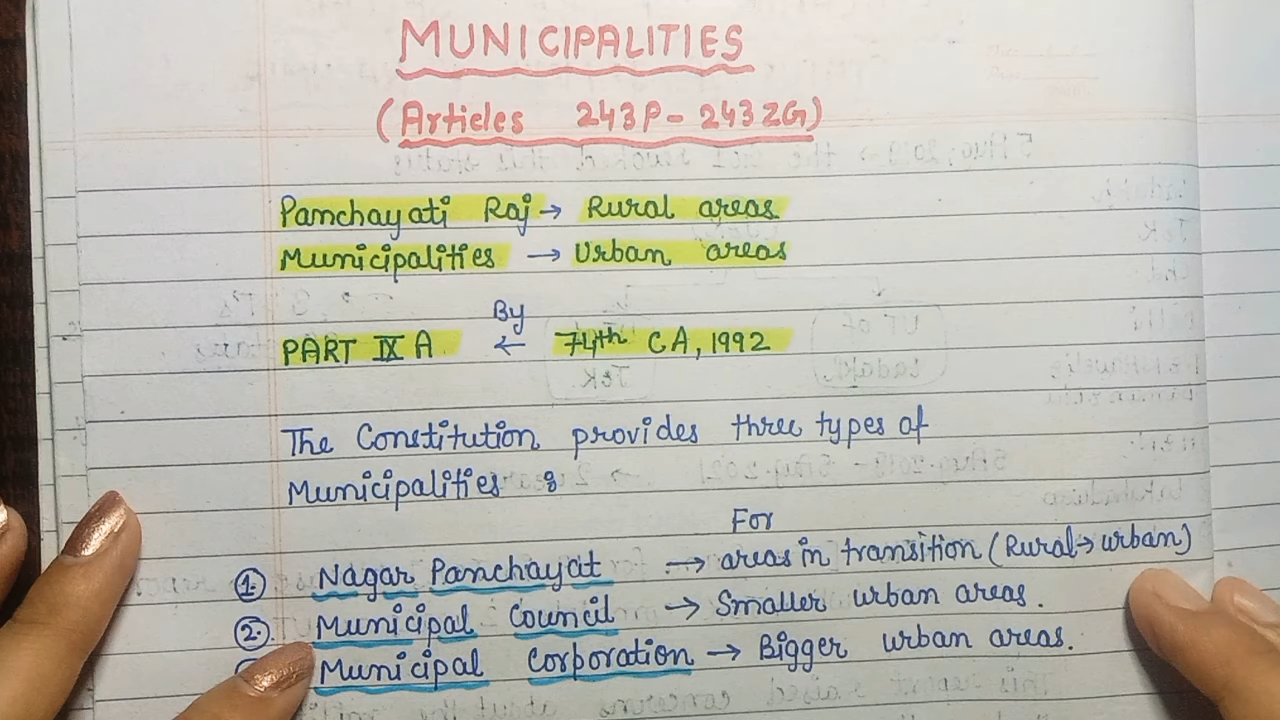 MUNICIPALITIES
(Articles 243P - 243ZG)
Panchayati Raj → Rural areas
Municipalities → Urban areas
PART IX A ← By 74th CA, 1992
The Constitution provides three types of
Municipalities :
For
1. Nagar Panchayat → areas in transition (Rural → urban)
2. Municipal Council → Smaller urban areas.
Municipal Corporation → Bigger urban areas.